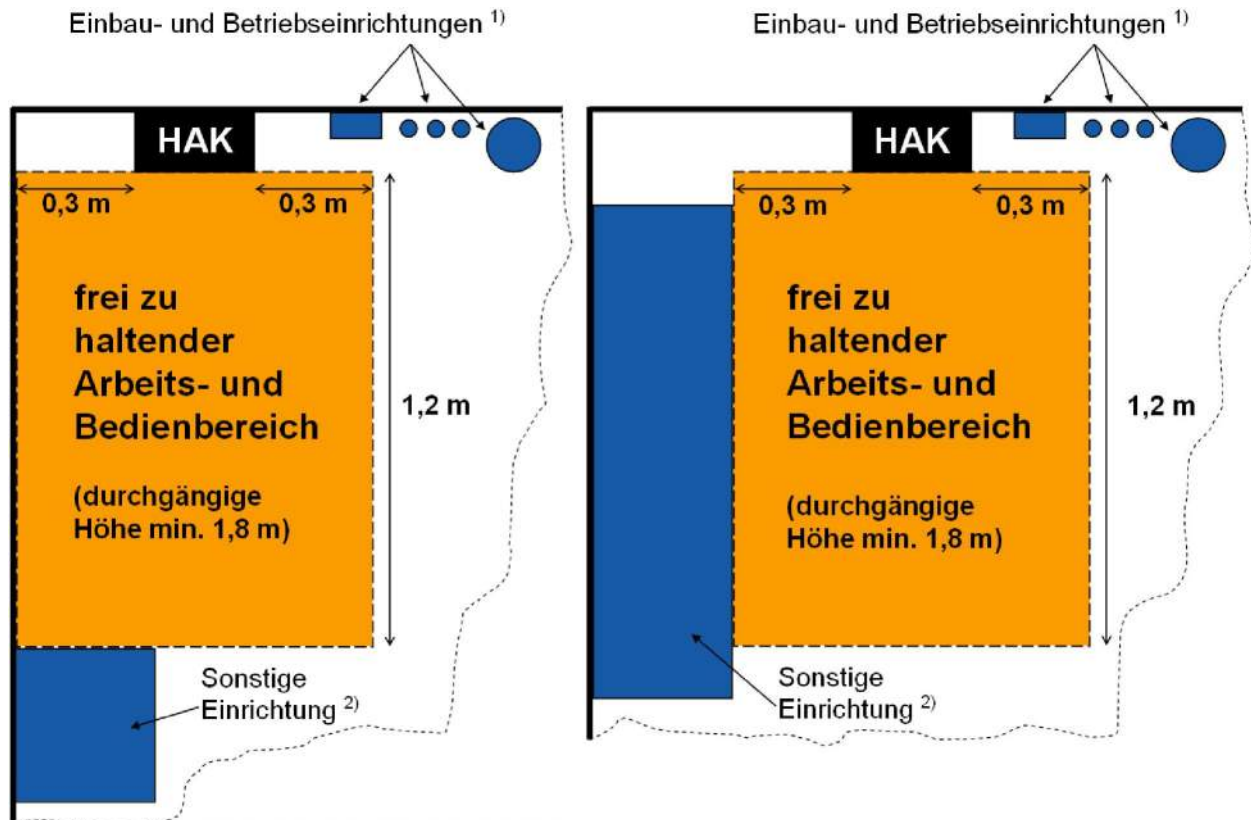 Einbau- und Betriebseinrichtungen 1)
HAK
0,3 m
0,3 m
frei zu
haltender
Arbeits- und
Bedienbereich
(durchgängige
Höhe min. 1,8 m)
1,2 m
Sonstige
Einrichtung 2)
Einbau- und Betriebseinrichtungen 1)
HAK
0,3 m
0,3 m
frei zu
haltender
Arbeits- und
Bedienbereich
(durchgängige
Höhe min. 1,8 m)
1,2 m
Sonstige
Einrichtung 2)